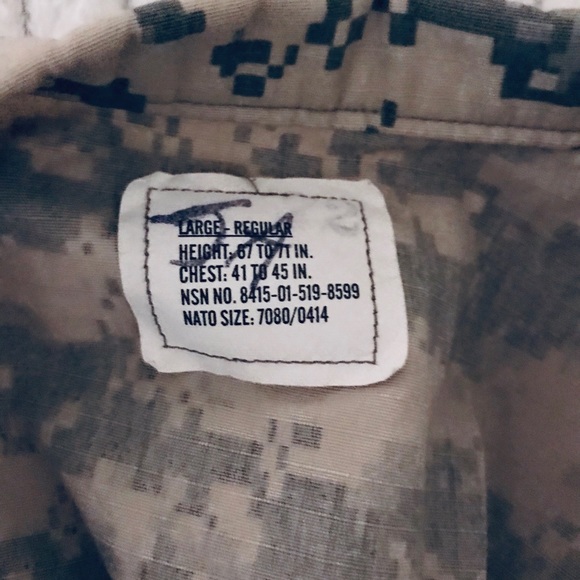 LARGE - REGULAR
HEIGHT: 67 TO 71 IN.
CHEST: 41 TO 45 IN.
NSN NO. 8415-01-519-8599
NATO SIZE: 7080/0414